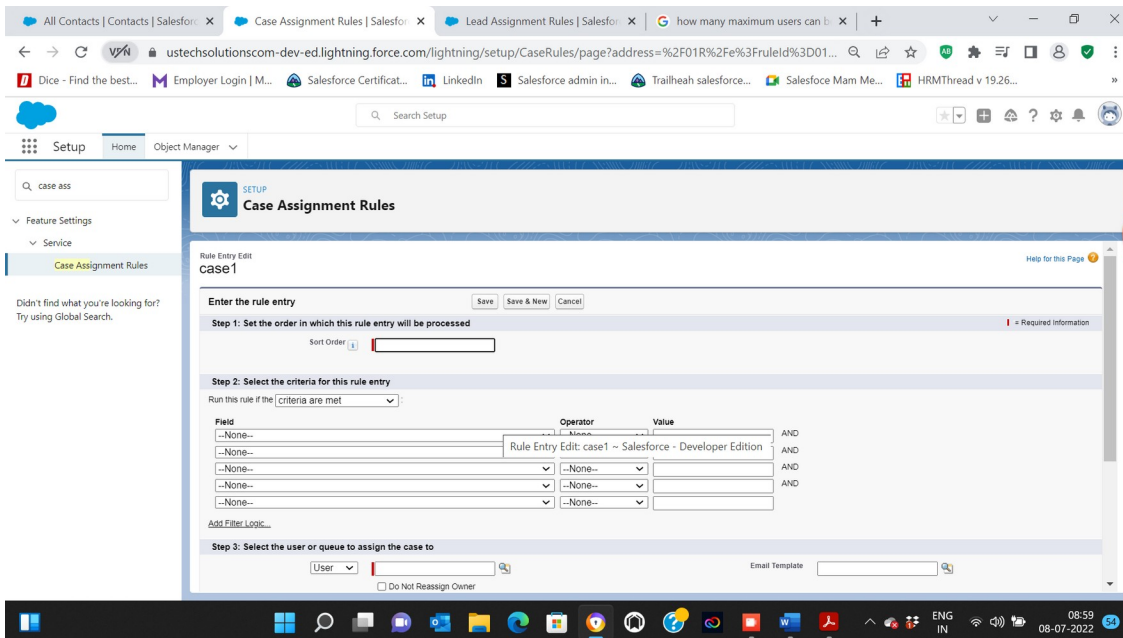 All Contacts | Contacts | Salesfor
Case Assignment Rules | Salesfor
Lead Assignment Rules | Salesfor
G how many maximum users can b
VPN
ustechsolutionscom-dev-ed.lightning.force.com/lightning/setup/CaseRules/page?address=%2F01R%2Fe%3FruleId%3D01...
AB
Dice - Find the best...
Employer Login | M...
Salesforce Certificat...
in LinkedIn
S Salesforce admin in...
Trailheah salesforce...
Salesfoce Mam Me...
HRMThread v 19.26...
»
Search Setup
Setup
Home
Object Manager
case ass
Feature Settings
Service
Case Assignment Rules
Didn't find what you're looking for?
Try using Global Search.
SETUP
Case Assignment Rules
Rule Entry Edit
case1
Help for this Page
Enter the rule entry
Save
Save & New
Cancel
Step 1: Set the order in which this rule entry will be processed
= Required Information
Sort Order
Step 2: Select the criteria for this rule entry
Run this rule if the criteria are met :
Field Operator Value
--None-- AND
--None-- AND
Rule Entry Edit: case1 ~ Salesforce - Developer Edition
--None-- --None-- AND
--None-- --None-- AND
--None-- --None--
Add Filter Logic...
Step 3: Select the user or queue to assign the case to
User
Email Template
Do Not Reassign Owner
ENG
IN
08:59
08-07-2022
54